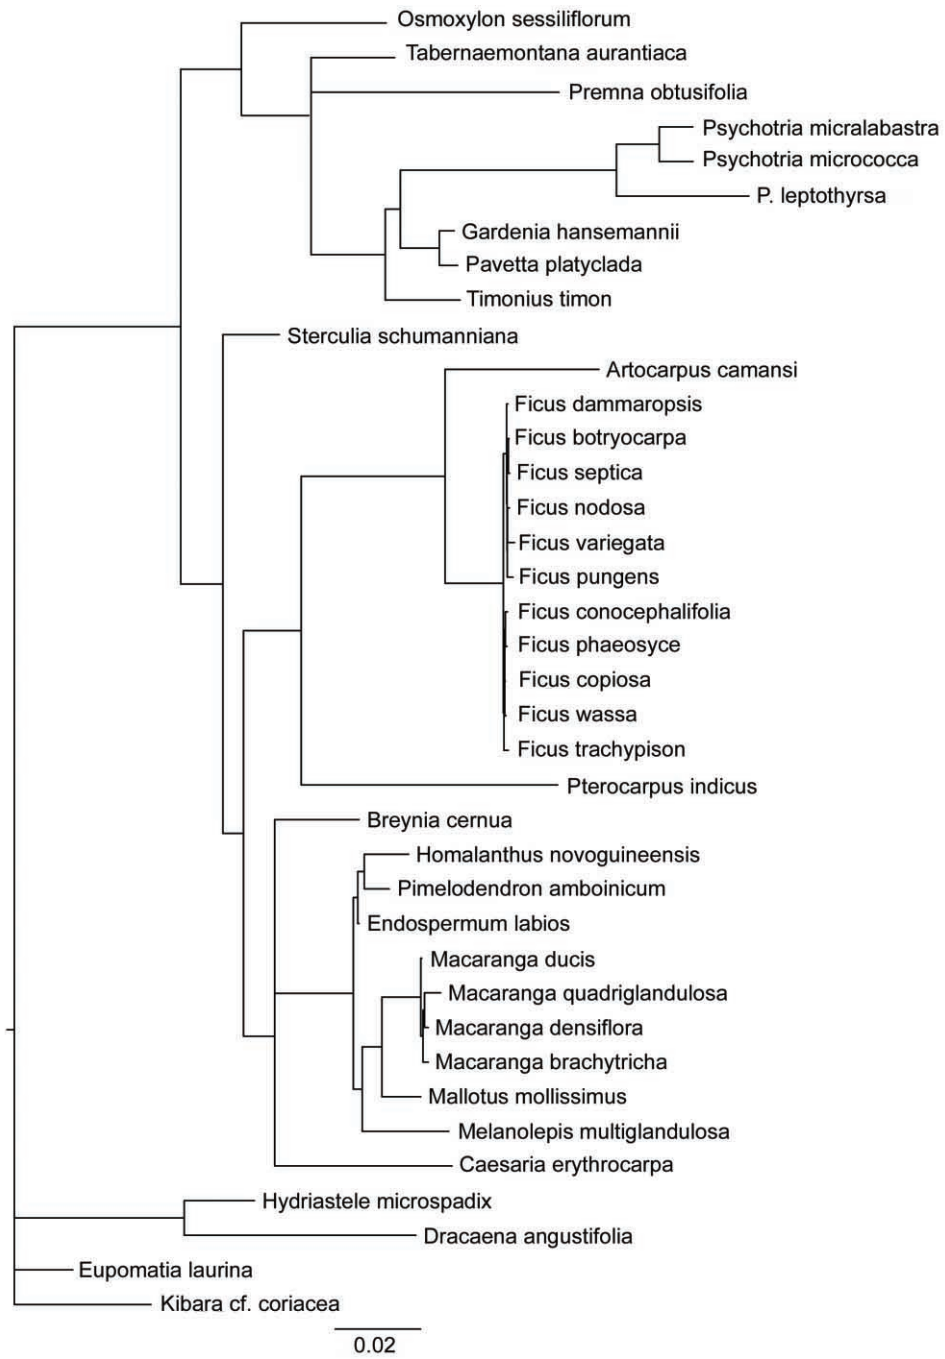 Osmoxylon sessiliflorum
Tabernaemontana aurantiaca
Premna obtusifolia
Psychotria micralabastra
Psychotria micrococca
P. leptothyrsa
Gardenia hansemannii
Pavetta platyclada
Timonius timon
Sterculia schumanniana
Artocarpus camansi
Ficus dammaropsis
Ficus botryocarpa
Ficus septica
Ficus nodosa
Ficus variegata
Ficus pungens
Ficus conocephalifolia
Ficus phaeosyce
Ficus copiosa
Ficus wassa
Ficus trachypison
Pterocarpus indicus
Breynia cernua
Homalanthus novoguineensis
Pimelodendron amboinicum
Endospermum labios
Macaranga ducis
Macaranga quadriglandulosa
Macaranga densiflora
Macaranga brachytricha
Mallotus mollissimus
Melanolepis multiglandulosa
Caesaria erythrocarpa
Hydriastele microspadix
Dracaena angustifolia
Eupomatia laurina
Kibara cf. coriacea
0.02